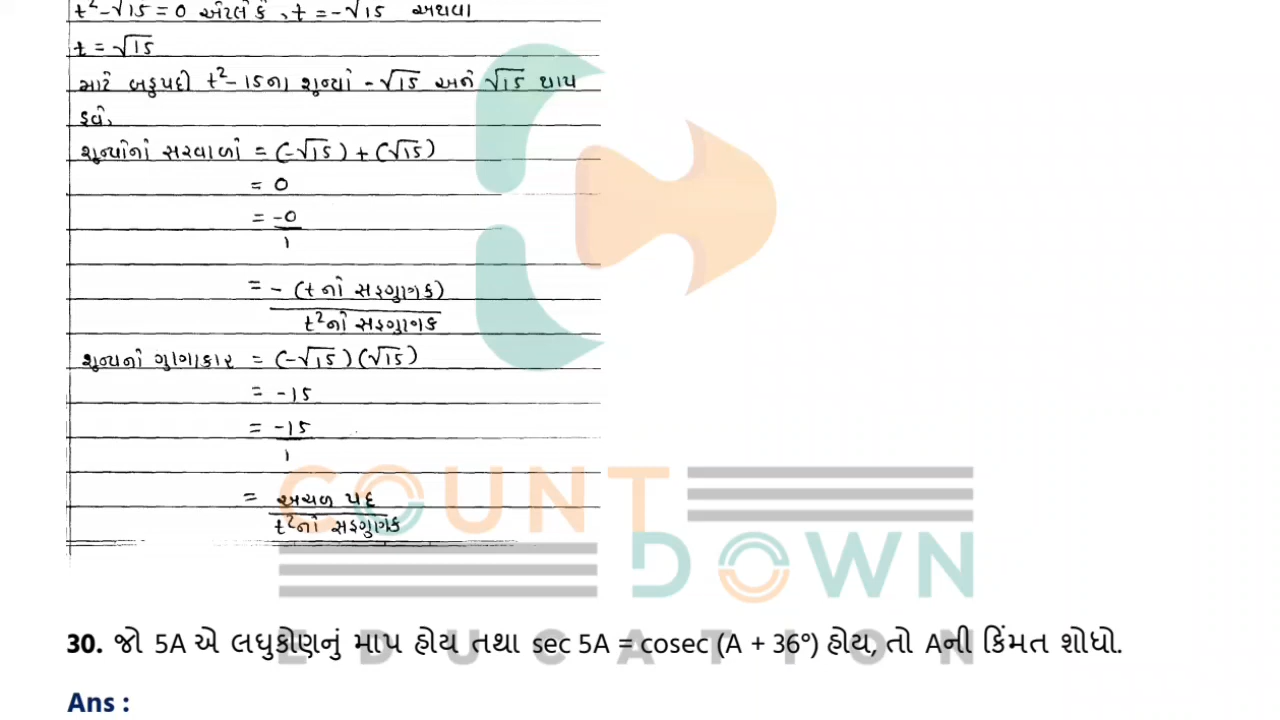 t²-√15 = 0 એટલે કે, t = -√15 અથવા
t = √15
માટે બહુપદી t²-15ના શૂન્યો -√15 અને √15 થાય
હવે,
શૂન્યોનો સરવાળો = (-√15) + (√15)
= 0
= -0/1
= -(t નો સહગુણક)/t²નો સહગુણક
શૂન્યનો ગુણાકાર = (-√15)(√15)
= -15
= -15/1
= અચળ પદ/t²નો સહગુણક
COUNT
DOWN
EDUCATION
30. જો 5A એ લઘુકોણનું માપ હોય તથા sec 5A = cosec (A + 36°) હોય, તો Aની કિંમત શોધો.
Ans :